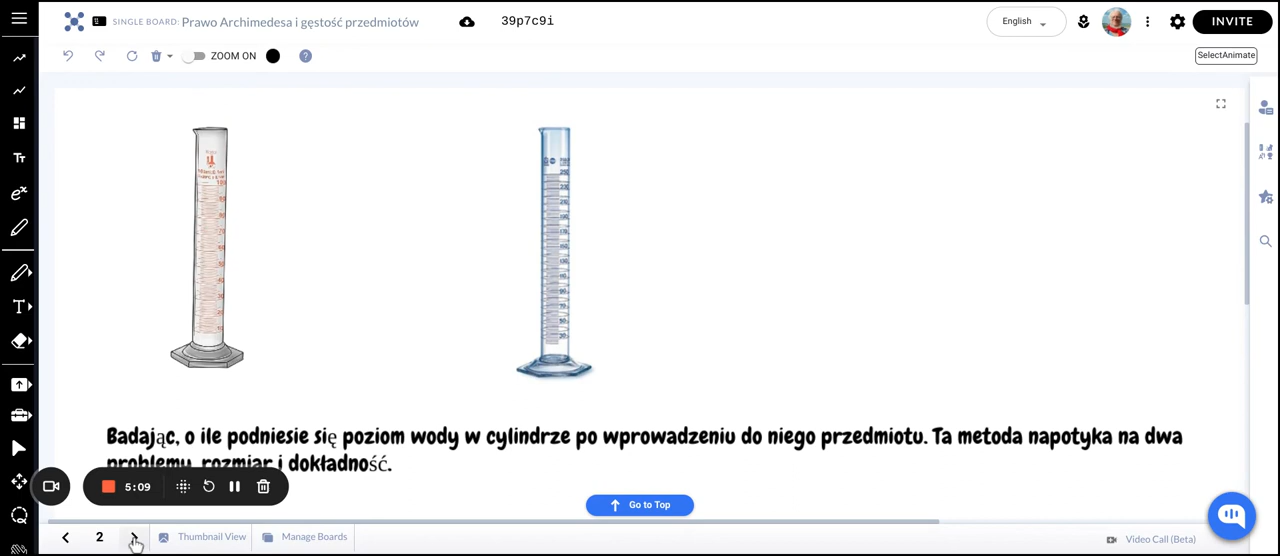 SINGLE BOARD: Prawo Archimedesa i gęstość przedmiotów
39p7c9i
English
INVITE
ZOOM ON
SelectAnimate
Badając, o ile podniesie się poziom wody w cylindrze po wprowadzeniu do niego przedmiotu. Ta metoda napotyka na dwa
problemy, rozmiar i dokładność.
5:09
Go to Top
2
Thumbnail View
Manage Boards
Video Call (Beta)